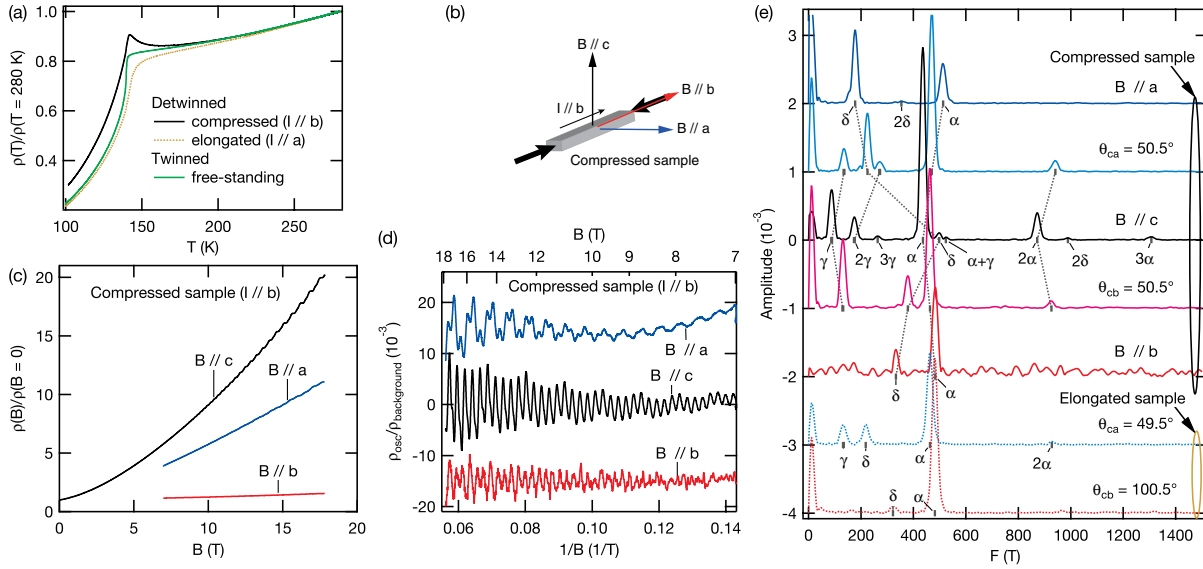 (a)
1.0
0.8
0.6
0.4
ρ(T)/ρ(T = 280 K)
Detwinned
compressed (I // b)
elongated (I // a)
Twinned
free-standing
100
150
200
250
T (K)
(b)
B // c
B // b
I // b
B // a
Compressed sample
(c)
20
15
10
5
0
ρ(B)/ρ(B = 0)
Compressed sample (I // b)
B // c
B // a
B // b
0
5
10
15
20
B (T)
(d)
B (T)
18
16
14
12
10
9
8
7
20
10
0
-10
-20
ρosc/ρbackground (10⁻³)
Compressed sample (I // b)
B // a
B // c
B // b
0.06
0.08
0.10
0.12
0.14
1/B (1/T)
(e)
3
2
1
0
-1
-2
-3
-4
Amplitude (10⁻³)
Compressed sample
B // a
δ
2δ
α
θca = 50.5°
B // c
γ
2γ
3γ
α
δ
α+γ
2α
2δ
3α
θcb = 50.5°
B // b
δ
α
Elongated sample
θca = 49.5°
γ
δ
α
2α
θcb = 100.5°
δ
α
0
200
400
600
800
1000
1200
1400
F (T)